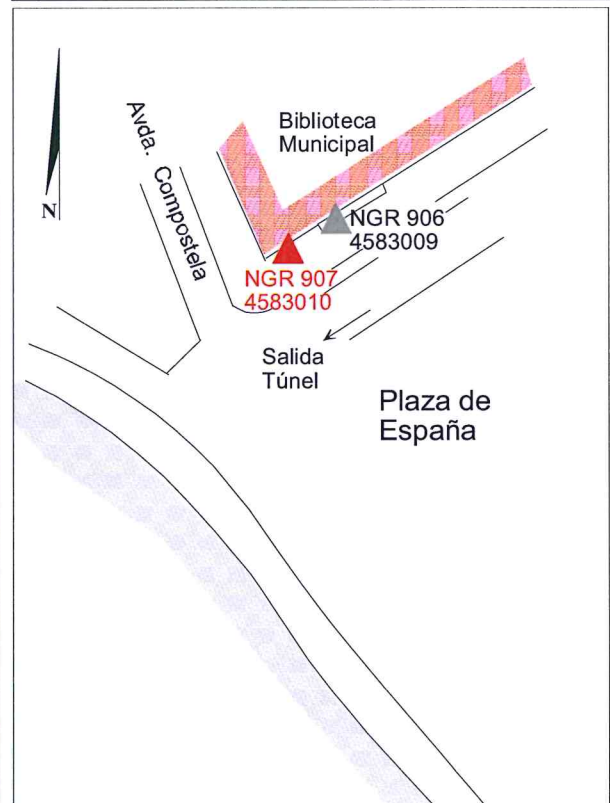 Biblioteca
Municipal
Avda. Compostela
NGR 906
4583009
N
NGR 907
4583010
Salida
Túnel
Plaza de
España